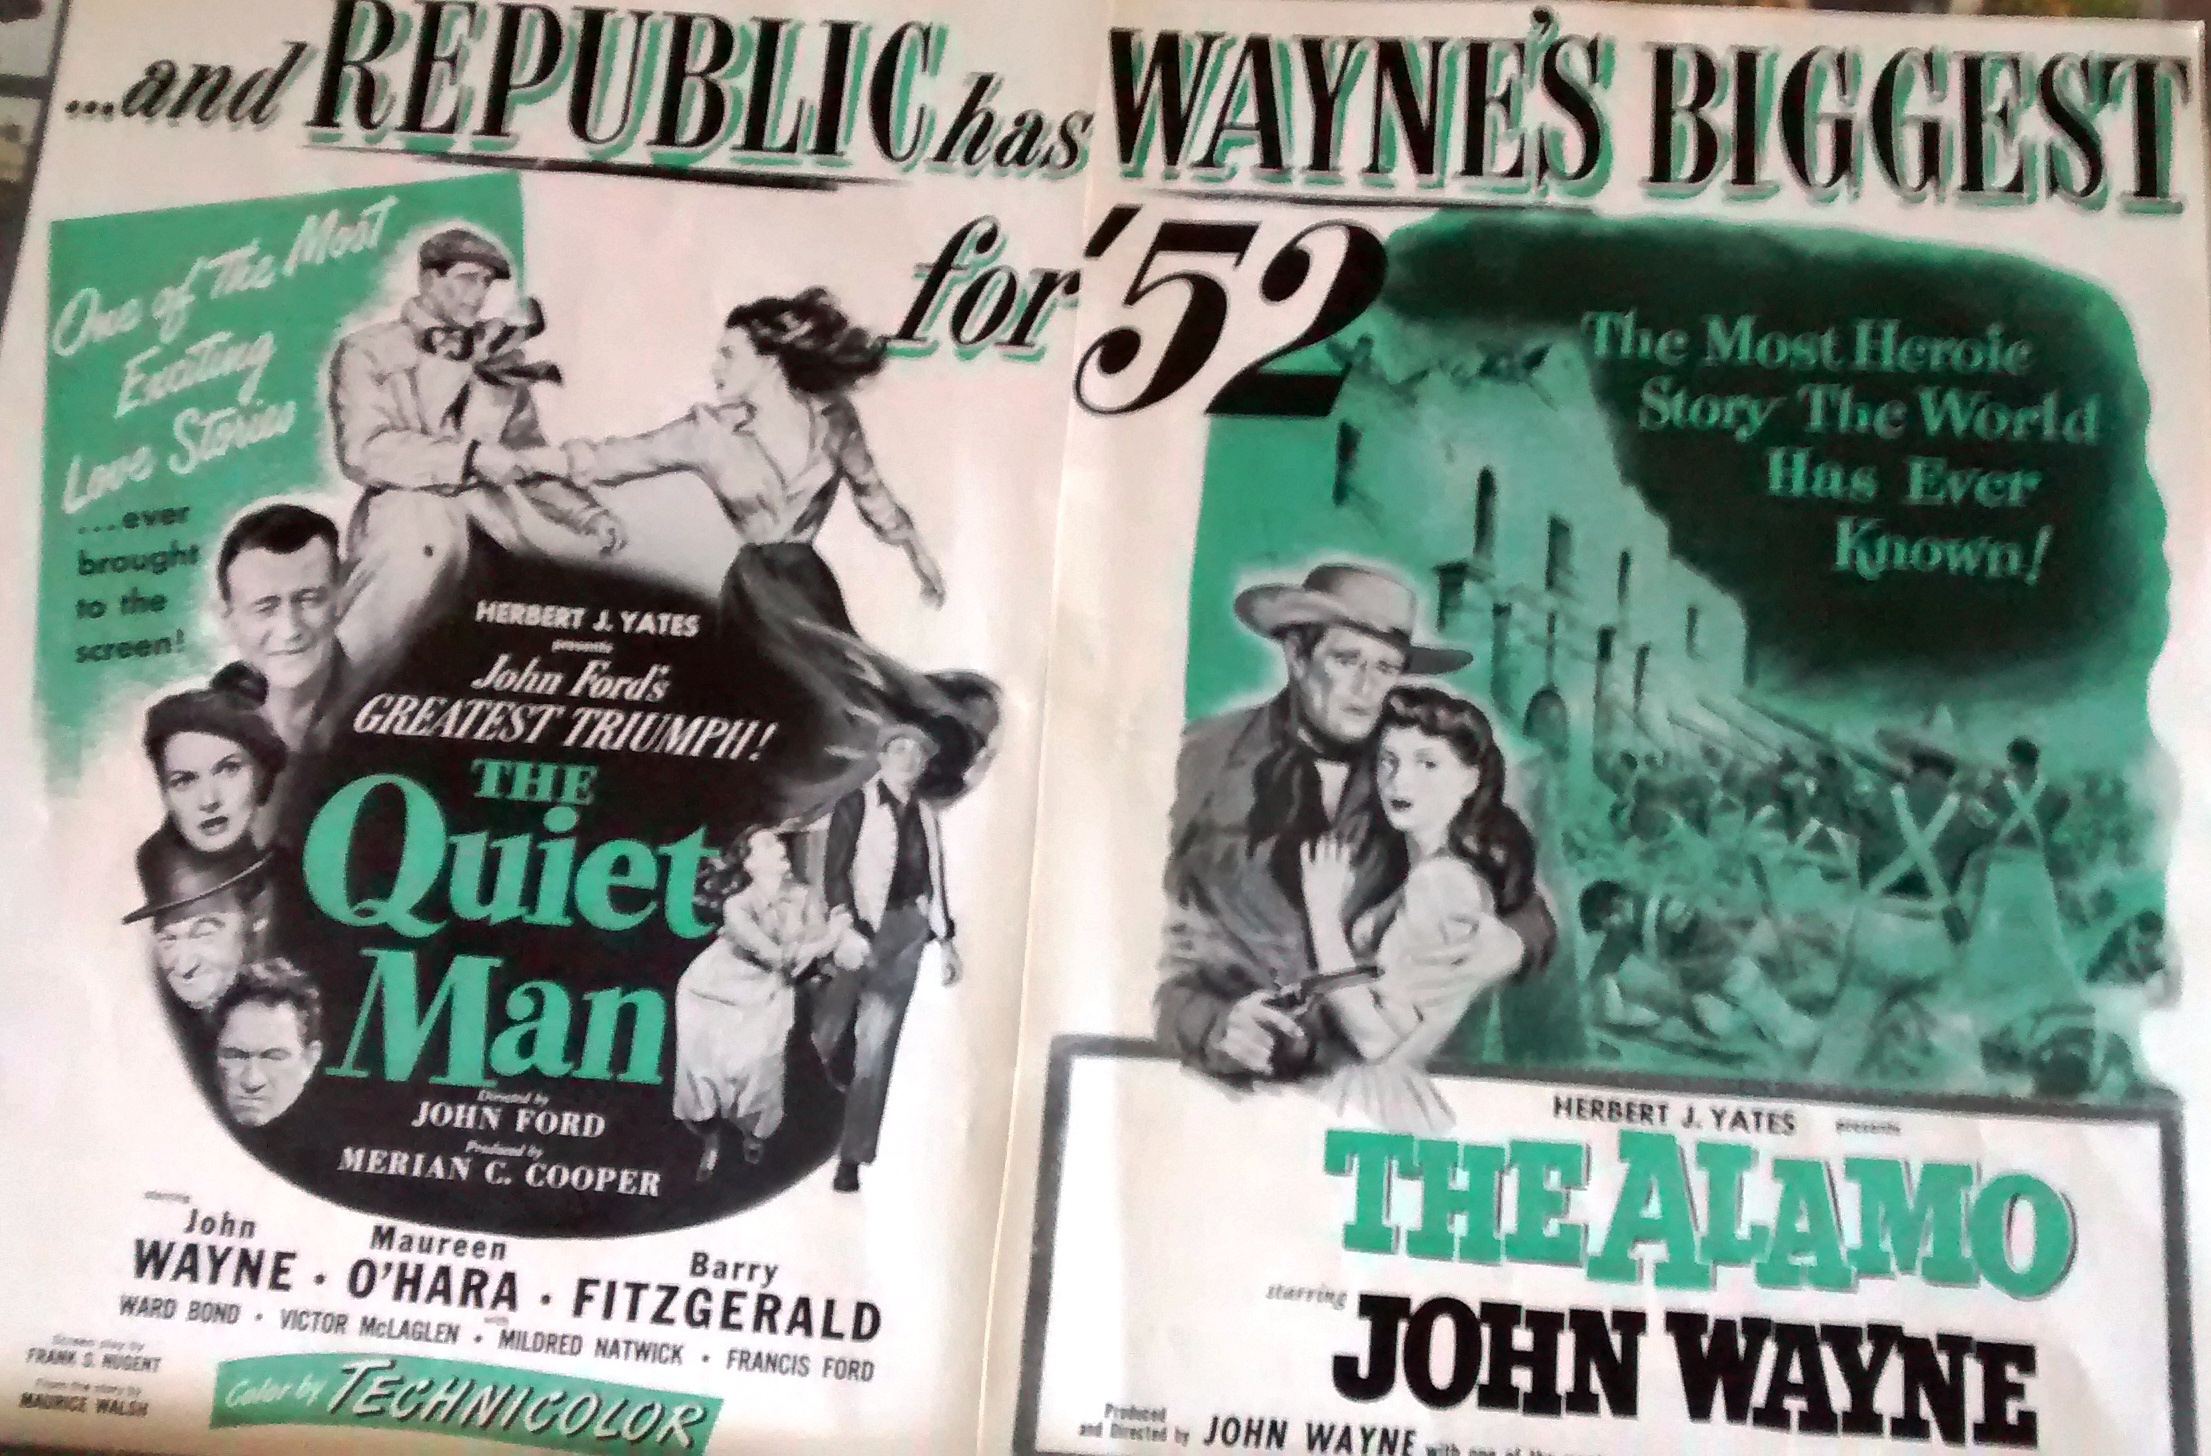 ...and REPUBLIC has WAYNE'S BIGGEST
for '52
One of The Most
Exciting
Love Stories
...ever
brought
to the
screen!
HERBERT J. YATES
presents
John Ford's
GREATEST TRIUMPH!
THE
Quiet
Man
Directed by
JOHN FORD
Produced by
MERIAN C. COOPER
starring
John WAYNE · Maureen O'HARA · Barry FITZGERALD
with
WARD BOND · VICTOR McLAGLEN · MILDRED NATWICK · FRANCIS FORD
Screen play by
FRANK S. NUGENT
From the story by
MAURICE WALSH
Color by TECHNICOLOR
The Most Heroic
Story The World
Has Ever
Known!
HERBERT J. YATES presents
THE ALAMO
starring
JOHN WAYNE
Produced
and Directed by JOHN WAYNE with one of the